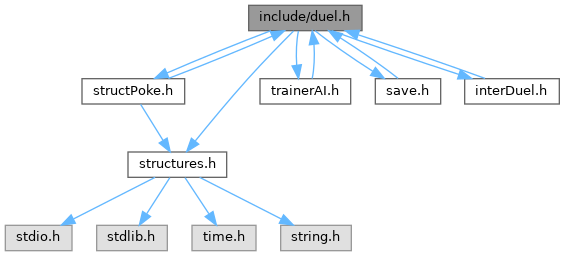 include/duel.h
structPoke.h
trainerAI.h
save.h
interDuel.h
structures.h
stdio.h
stdlib.h
time.h
string.h